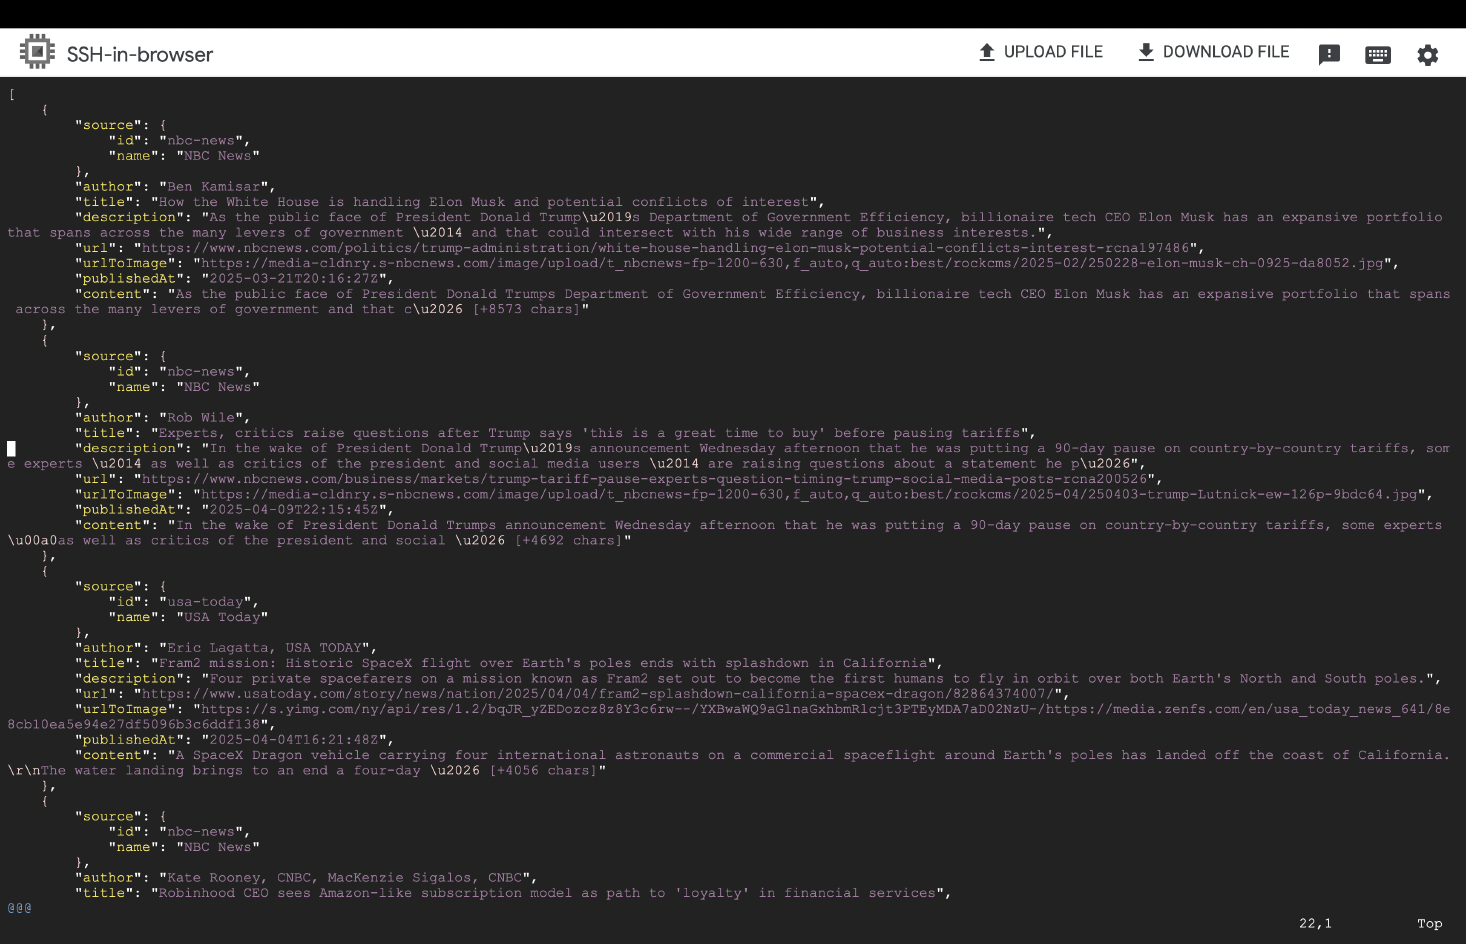 SSH-in-browser
UPLOAD FILE
DOWNLOAD FILE
[
    {
        "source": {
            "id": "nbc-news",
            "name": "NBC News"
        },
        "author": "Ben Kamisar",
        "title": "How the White House is handling Elon Musk and potential conflicts of interest",
        "description": "As the public face of President Donald Trump\u2019s Department of Government Efficiency, billionaire tech CEO Elon Musk has an expansive portfolio
that spans across the many levers of government \u2014 and that could intersect with his wide range of business interests.",
        "url": "https://www.nbcnews.com/politics/trump-administration/white-house-handling-elon-musk-potential-conflicts-interest-rcna197486",
        "urlToImage": "https://media-cldnry.s-nbcnews.com/image/upload/t_nbcnews-fp-1200-630,f_auto,q_auto:best/rockcms/2025-02/250228-elon-musk-ch-0925-da8052.jpg",
        "publishedAt": "2025-03-21T20:16:27Z",
        "content": "As the public face of President Donald Trumps Department of Government Efficiency, billionaire tech CEO Elon Musk has an expansive portfolio that spans
 across the many levers of government and that c\u2026 [+8573 chars]"
    },
    {
        "source": {
            "id": "nbc-news",
            "name": "NBC News"
        },
        "author": "Rob Wile",
        "title": "Experts, critics raise questions after Trump says 'this is a great time to buy' before pausing tariffs",
        "description": "In the wake of President Donald Trump\u2019s announcement Wednesday afternoon that he was putting a 90-day pause on country-by-country tariffs, som
e experts \u2014 as well as critics of the president and social media users \u2014 are raising questions about a statement he p\u2026",
        "url": "https://www.nbcnews.com/business/markets/trump-tariff-pause-experts-question-timing-trump-social-media-posts-rcna200526",
        "urlToImage": "https://media-cldnry.s-nbcnews.com/image/upload/t_nbcnews-fp-1200-630,f_auto,q_auto:best/rockcms/2025-04/250403-trump-Lutnick-ew-126p-9bdc64.jpg",
        "publishedAt": "2025-04-09T22:15:45Z",
        "content": "In the wake of President Donald Trumps announcement Wednesday afternoon that he was putting a 90-day pause on country-by-country tariffs, some experts
\u00a0as well as critics of the president and social \u2026 [+4692 chars]"
    },
    {
        "source": {
            "id": "usa-today",
            "name": "USA Today"
        },
        "author": "Eric Lagatta, USA TODAY",
        "title": "Fram2 mission: Historic SpaceX flight over Earth's poles ends with splashdown in California",
        "description": "Four private spacefarers on a mission known as Fram2 set out to become the first humans to fly in orbit over both Earth's North and South poles.",
        "url": "https://www.usatoday.com/story/news/nation/2025/04/04/fram2-splashdown-california-spacex-dragon/82864374007/",
        "urlToImage": "https://s.yimg.com/ny/api/res/1.2/bqJR_yZEDozcz8z8Y3c6rw--/YXBwaWQ9aGlnaGxhbmRlcjt3PTEyMDA7aD02NzU-/https://media.zenfs.com/en/usa_today_news_641/8e
8cb10ea5e94e27df5096b3c6ddf138",
        "publishedAt": "2025-04-04T16:21:48Z",
        "content": "A SpaceX Dragon vehicle carrying four international astronauts on a commercial spaceflight around Earth's poles has landed off the coast of California.
\r\nThe water landing brings to an end a four-day \u2026 [+4056 chars]"
    },
    {
        "source": {
            "id": "nbc-news",
            "name": "NBC News"
        },
        "author": "Kate Rooney, CNBC, MacKenzie Sigalos, CNBC",
        "title": "Robinhood CEO sees Amazon-like subscription model as path to 'loyalty' in financial services",
@@@
22,1 Top